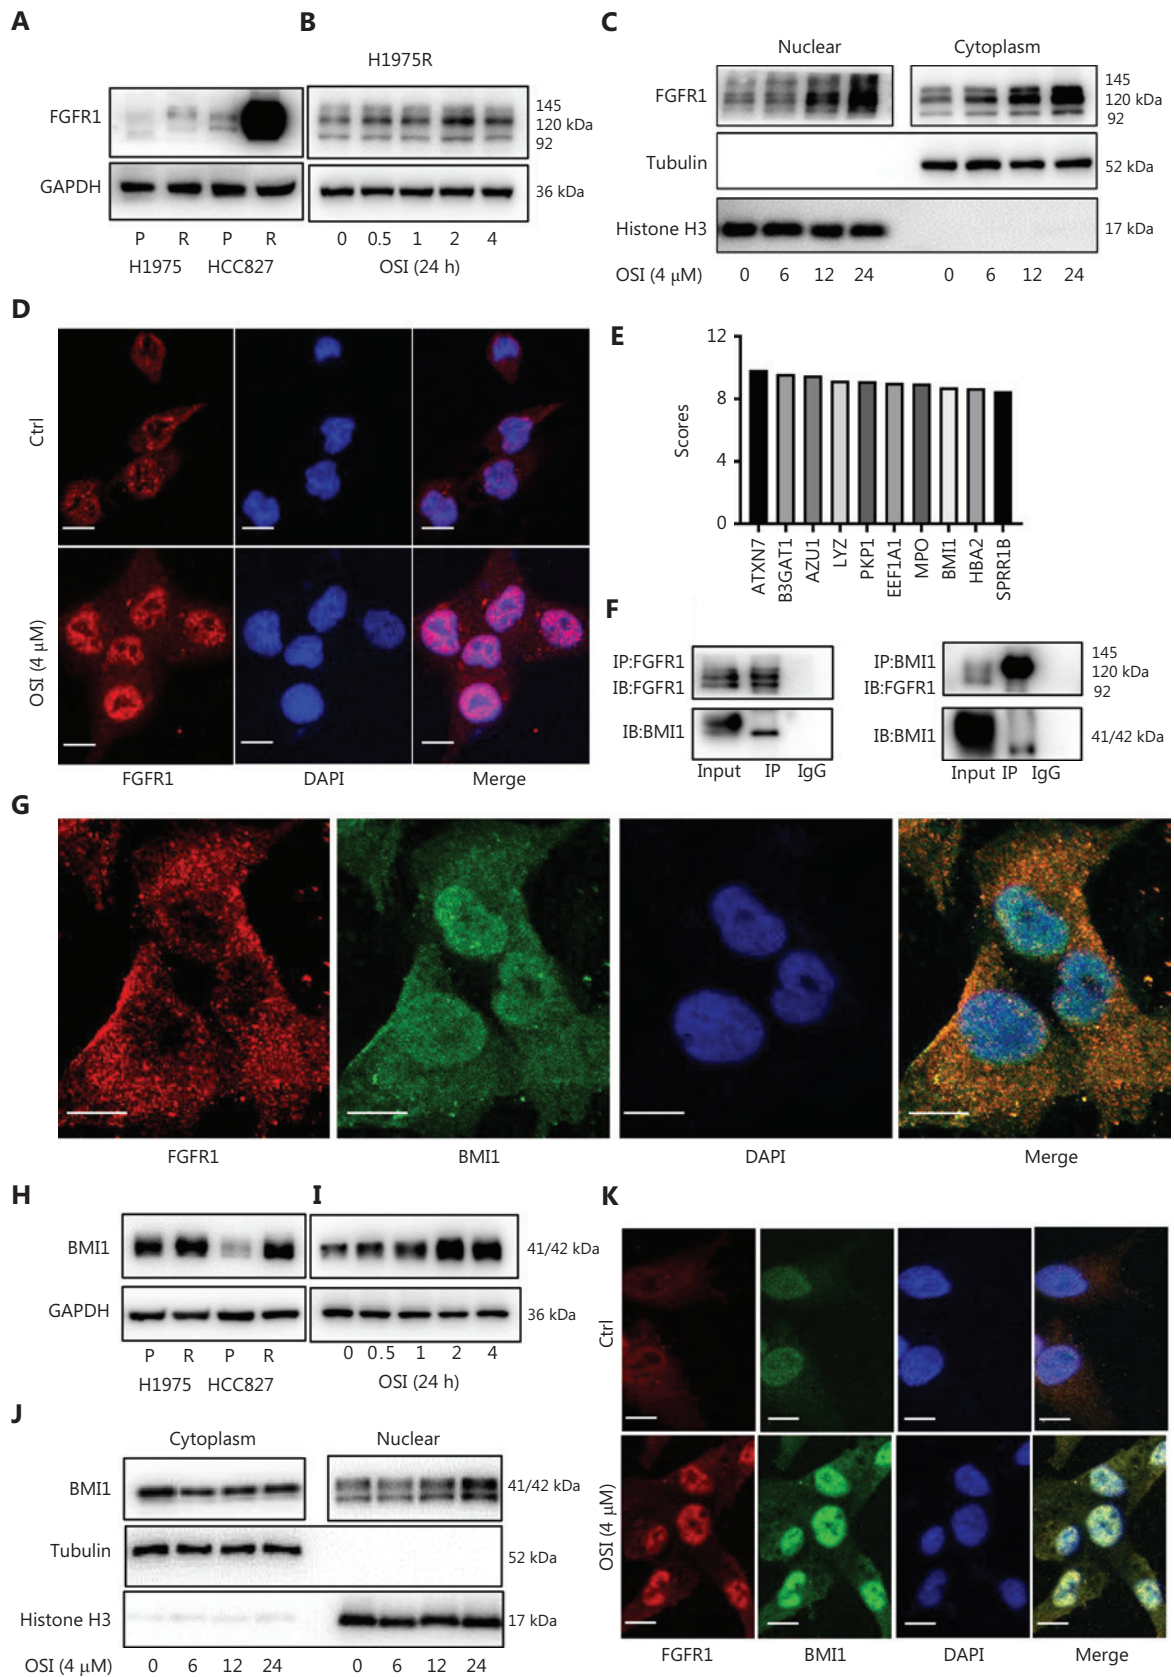 A
B
H1975R
FGFR1
145
120 kDa
92
GAPDH
36 kDa
P R P R
0 0.5 1 2 4
H1975 HCC827
OSI (24 h)
C
Nuclear Cytoplasm
FGFR1
145
120 kDa
92
Tubulin
52 kDa
Histone H3
17 kDa
OSI (4 μM) 0 6 12 24 0 6 12 24
D
Ctrl
OSI (4 μM)
FGFR1 DAPI Merge
E
Scores
12
8
4
0
ATXN7
B3GAT1
AZU1
LYZ
PKP1
EEF1A1
MPO
BMI1
HBA2
SPRR1B
F
IP:FGFR1
IB:FGFR1
IB:BMI1
Input IP IgG
IP:BMI1
IB:FGFR1
145
120 kDa
92
IB:BMI1
41/42 kDa
Input IP IgG
G
FGFR1 BMI1 DAPI Merge
H
I
BMI1
41/42 kDa
GAPDH
36 kDa
P R P R
0 0.5 1 2 4
H1975 HCC827
OSI (24 h)
J
Cytoplasm Nuclear
BMI1
41/42 kDa
Tubulin
52 kDa
Histone H3
17 kDa
OSI (4 μM) 0 6 12 24 0 6 12 24
K
Ctrl
OSI (4 μM)
FGFR1 BMI1 DAPI Merge